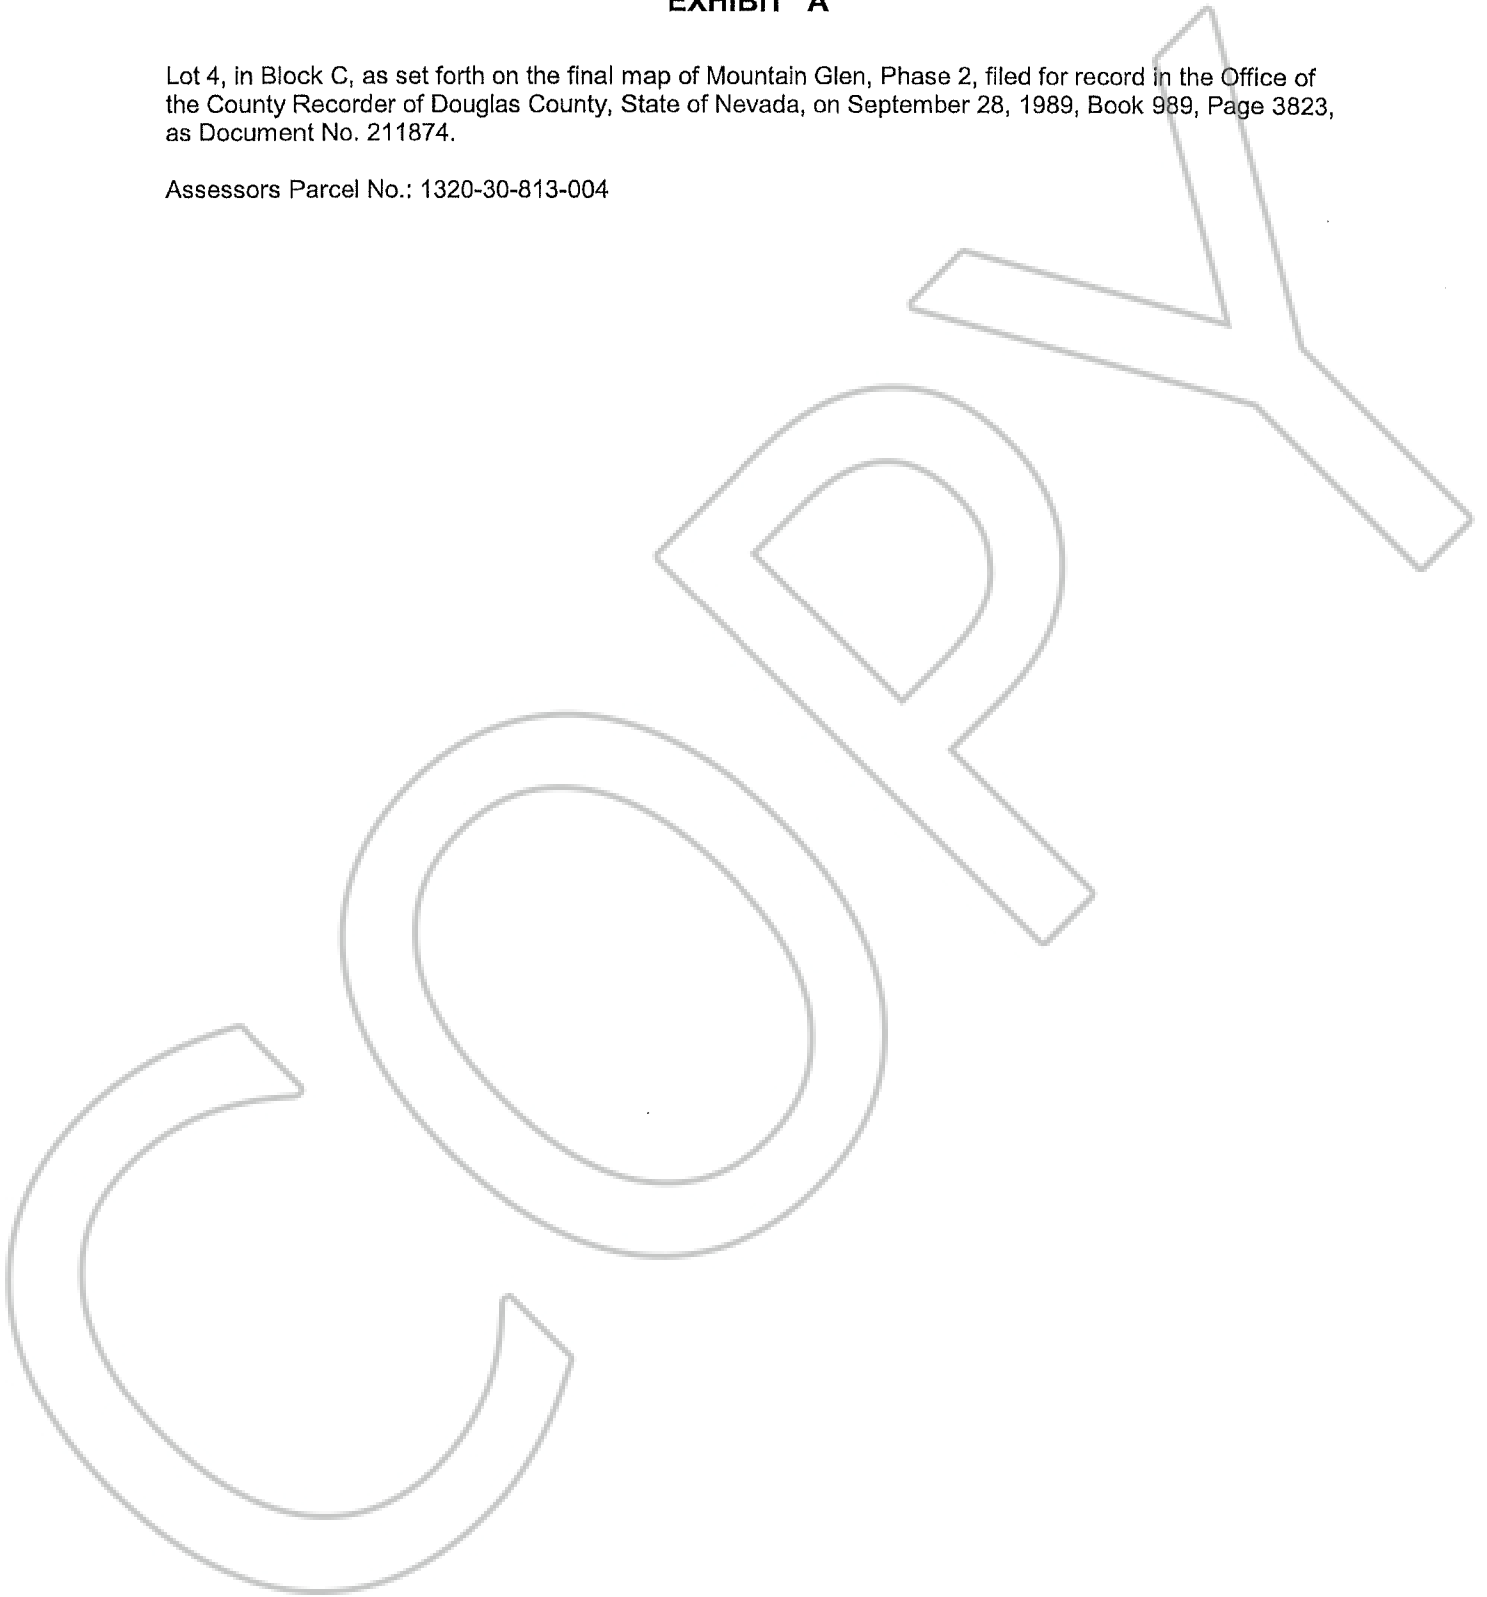 EXHIBIT "A"
Lot 4, in Block C, as set forth on the final map of Mountain Glen, Phase 2, filed for record in the Office of
the County Recorder of Douglas County, State of Nevada, on September 28, 1989, Book 989, Page 3823,
as Document No. 211874.
Assessors Parcel No.: 1320-30-813-004
COPY